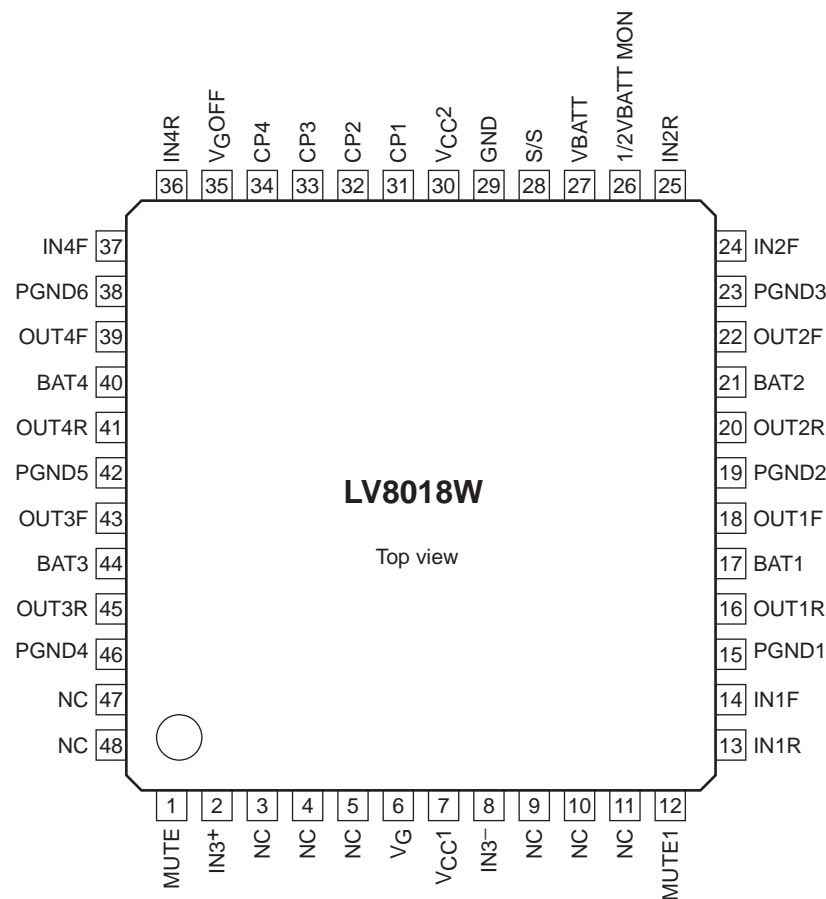 IN4R
VGOFF
CP4
CP3
CP2
CP1
VCC2
GND
S/S
VBATT
1/2VBATT MON
IN2R
36 35 34 33 32 31 30 29 28 27 26 25
IN4F 37
24 IN2F
PGND6 38
23 PGND3
OUT4F 39
22 OUT2F
BAT4 40
21 BAT2
OUT4R 41
20 OUT2R
PGND5 42
19 PGND2
LV8018W
OUT3F 43
18 OUT1F
Top view
BAT3 44
17 BAT1
OUT3R 45
16 OUT1R
PGND4 46
15 PGND1
NC 47
14 IN1F
NC 48
13 IN1R
1 2 3 4 5 6 7 8 9 10 11 12
MUTE
IN3+
NC
NC
NC
VG
VCC1
IN3−
NC
NC
NC
MUTE1